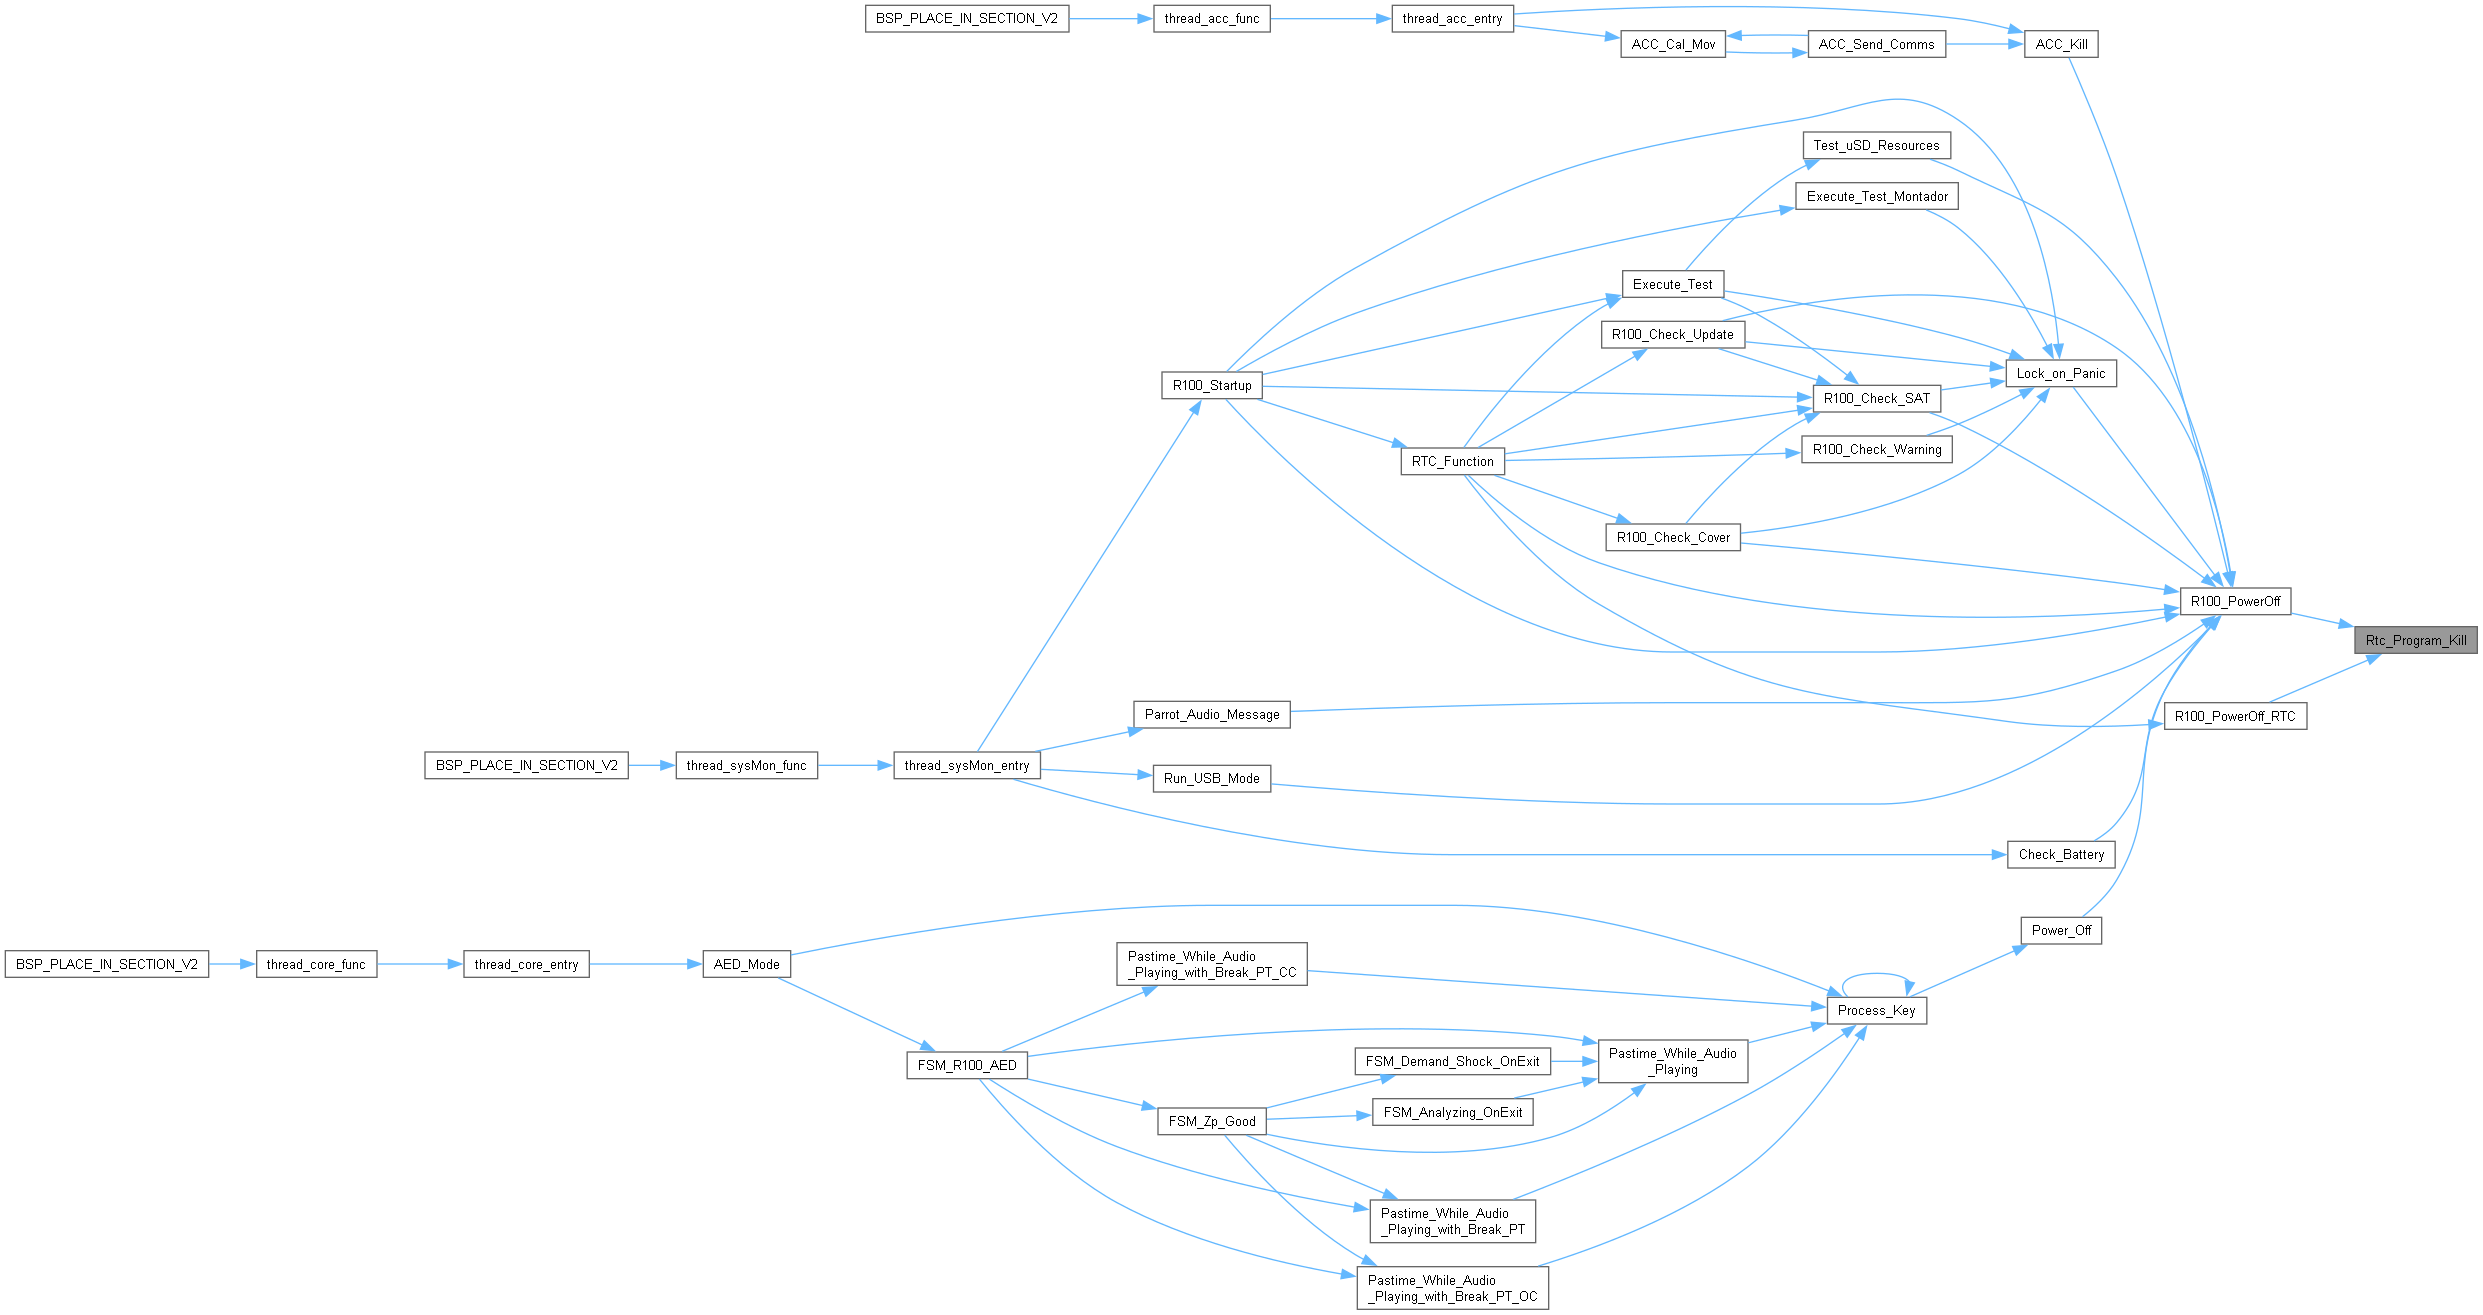 BSP_PLACE_IN_SECTION_V2
thread_acc_func
thread_acc_entry
ACC_Cal_Mov
ACC_Send_Comms
ACC_Kill
Test_uSD_Resources
Execute_Test_Montador
Execute_Test
R100_Check_Update
Lock_on_Panic
R100_Startup
R100_Check_SAT
R100_Check_Warning
RTC_Function
R100_Check_Cover
R100_PowerOff
Rtc_Program_Kill
Parrot_Audio_Message
R100_PowerOff_RTC
BSP_PLACE_IN_SECTION_V2
thread_sysMon_func
thread_sysMon_entry
Run_USB_Mode
Check_Battery
Power_Off
BSP_PLACE_IN_SECTION_V2
thread_core_func
thread_core_entry
AED_Mode
Pastime_While_Audio
_Playing_with_Break_PT_CC
Process_Key
FSM_R100_AED
FSM_Demand_Shock_OnExit
Pastime_While_Audio
_Playing
FSM_Zp_Good
FSM_Analyzing_OnExit
Pastime_While_Audio
_Playing_with_Break_PT
Pastime_While_Audio
_Playing_with_Break_PT_OC